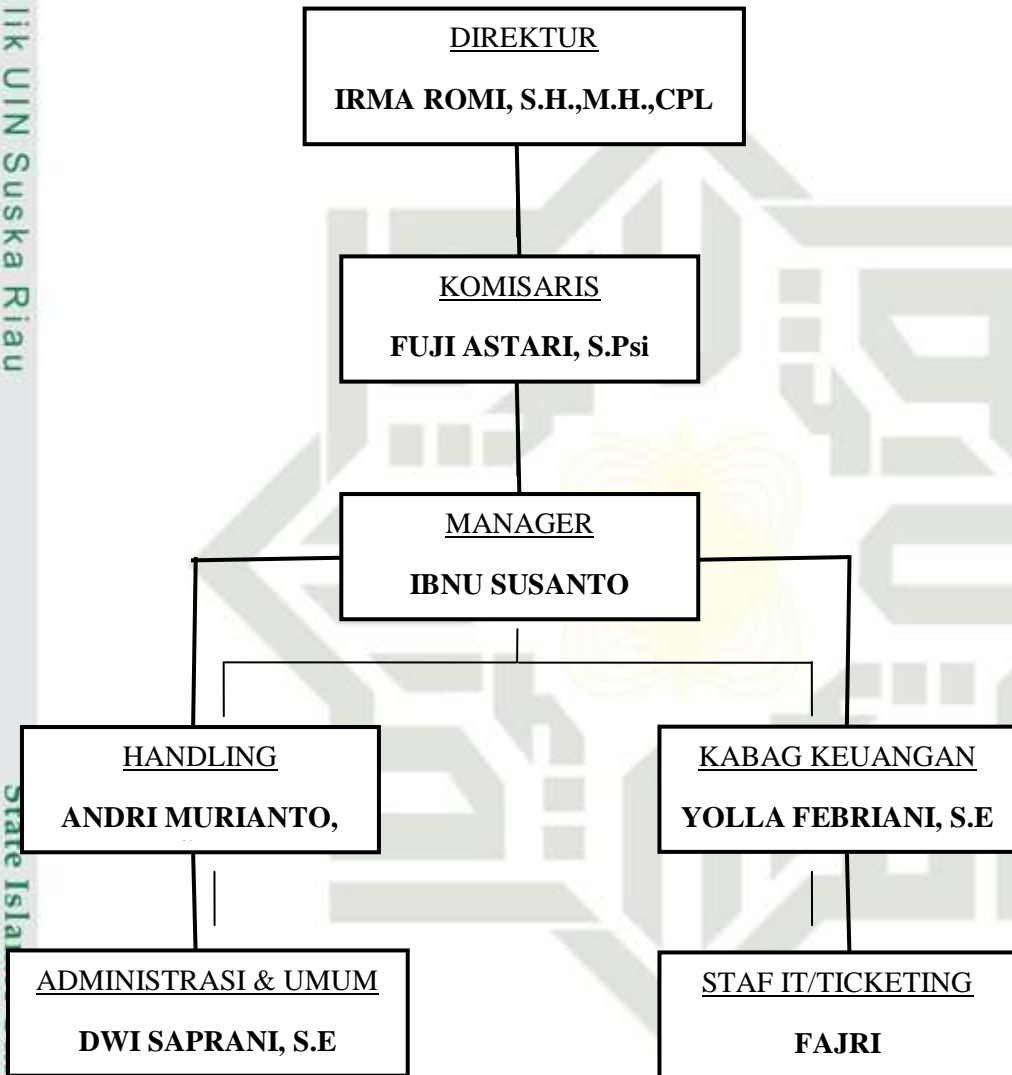 DIREKTUR
IRMA ROMI, S.H.,M.H.,CPL
KOMISARIS
FUJI ASTARI, S.Psi
MANAGER
IBNU SUSANTO
HANDLING
ANDRI MURIANTO,
KABAG KEUANGAN
YOLLA FEBRIANI, S.E
ADMINISTRASI & UMUM
DWI SAPRANI, S.E
STAF IT/TICKETING
FAJRI
lik UIN Suska Riau
State Isla